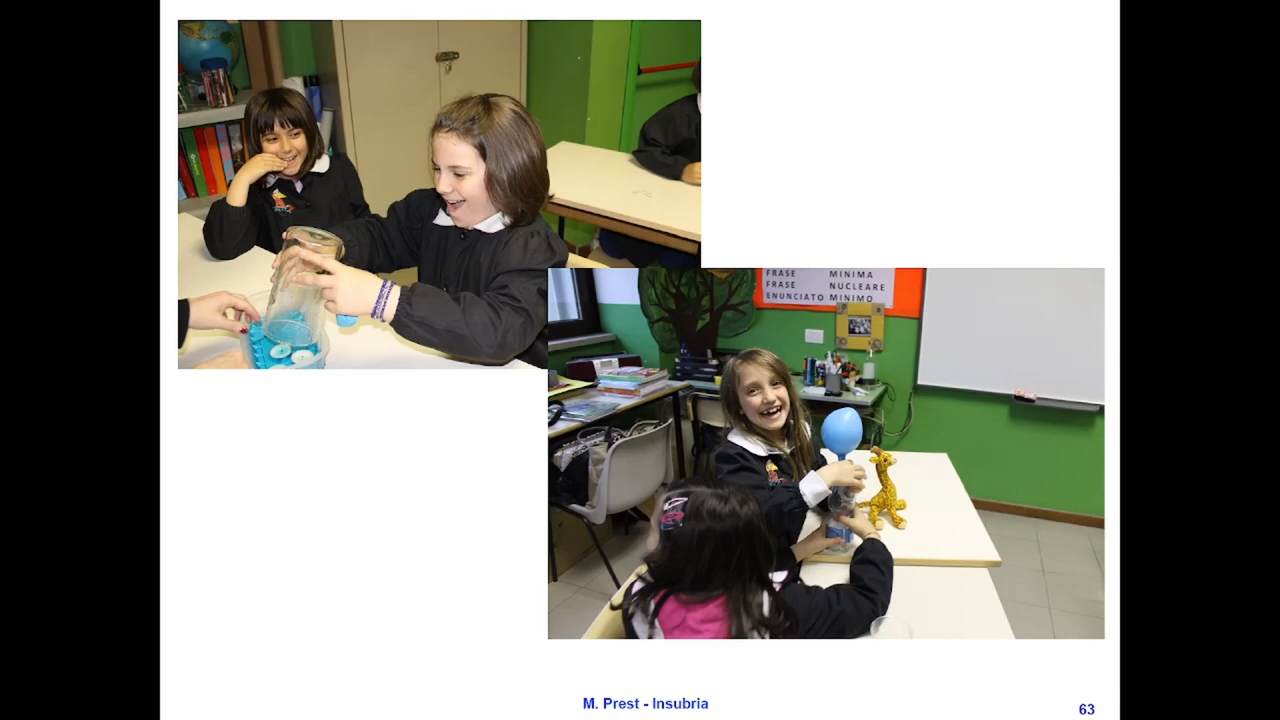 FRASE MINIMA
FRASE NUCLEARE
ENUNCIATO MINIMO
M. Prest - Insubria
63